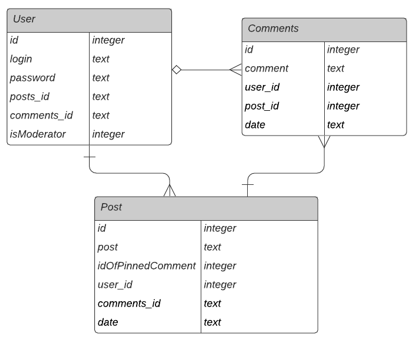 User
id integer
login text
password text
posts_id text
comments_id text
isModerator integer
Comments
id integer
comment text
user_id integer
post_id integer
date text
Post
id integer
post text
idOfPinnedComment integer
user_id integer
comments_id text
date text